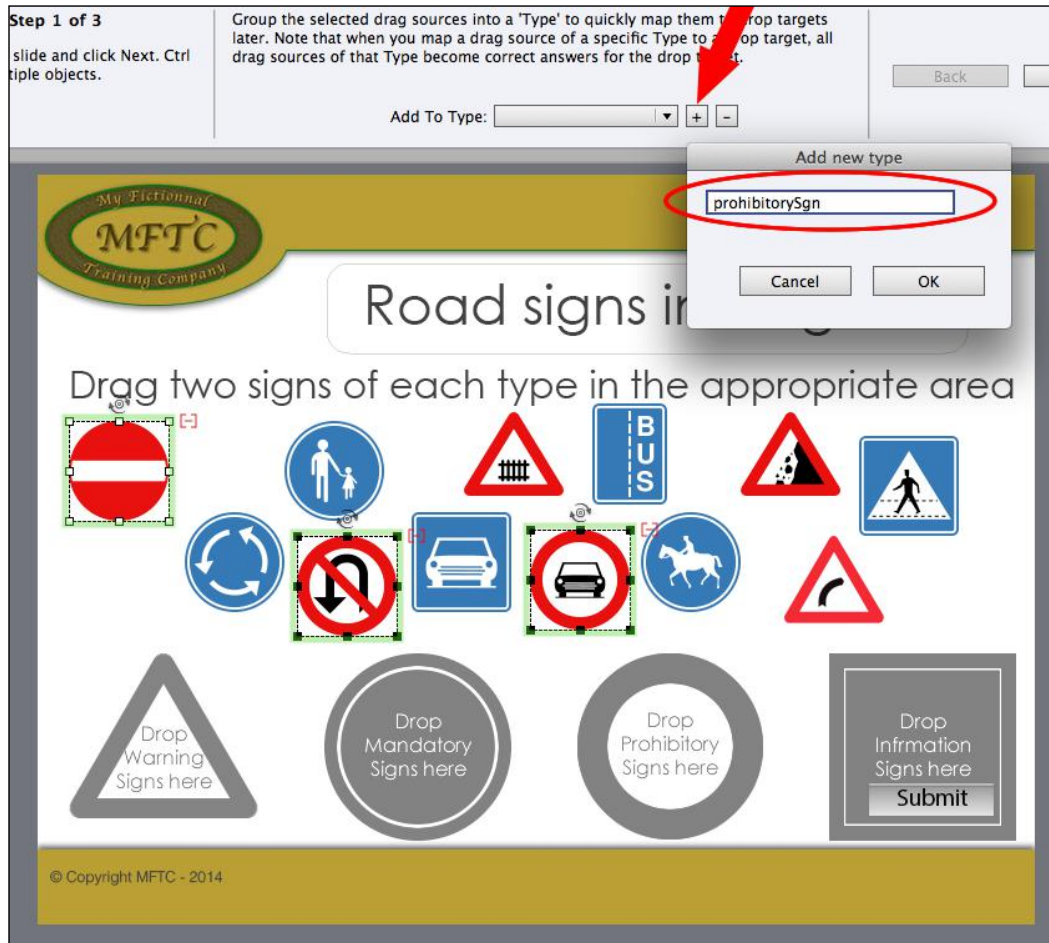 Step 1 of 3
slide and click Next. Ctrl
tiple objects.
Group the selected drag sources into a 'Type' to quickly map them to drop targets
later. Note that when you map a drag source of a specific Type to a drop target, all
drag sources of that Type become correct answers for the drop target.
Add To Type:
+
-
Back
Add new type
prohibitorySgn
Cancel
OK
My Fictionnal
MFTC
Training Company
Road signs in
Drag two signs of each type in the appropriate area
BUS
Drop
Warning
Signs here
Drop
Mandatory
Signs here
Drop
Prohibitory
Signs here
Drop
Infrmation
Signs here
Submit
© Copyright MFTC - 2014